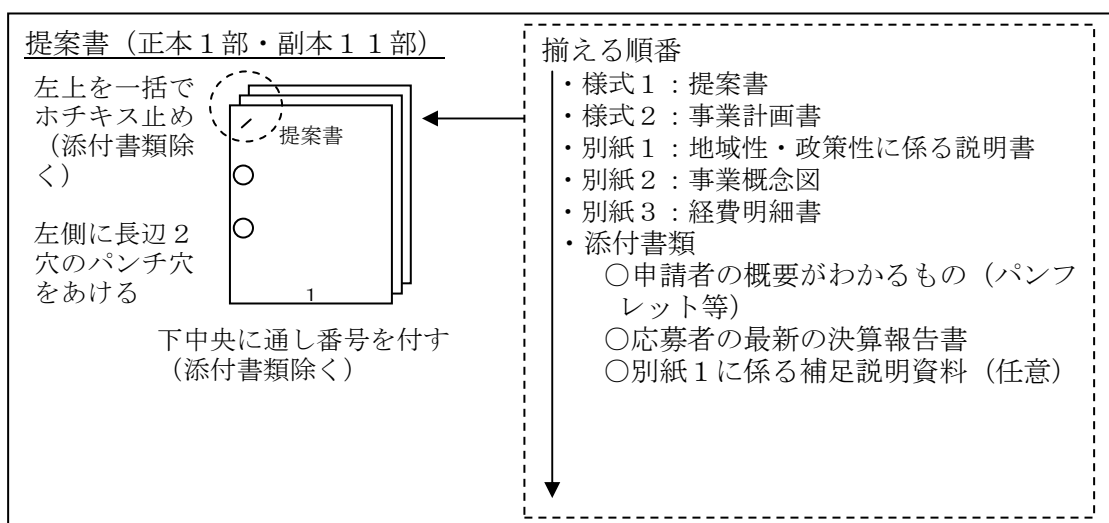 提案書（正本１部・副本１１部）
左上を一括で
ホチキス止め
（添付書類除
く）
提案書
左側に長辺２
穴のパンチ穴
をあける
1
下中央に通し番号を付す
（添付書類除く）
揃える順番
・様式１：提案書
・様式２：事業計画書
・別紙１：地域性・政策性に係る説明書
・別紙２：事業概念図
・別紙３：経費明細書
・添付書類
○申請者の概要がわかるもの（パンフ
レット等）
○応募者の最新の決算報告書
○別紙１に係る補足説明資料（任意）